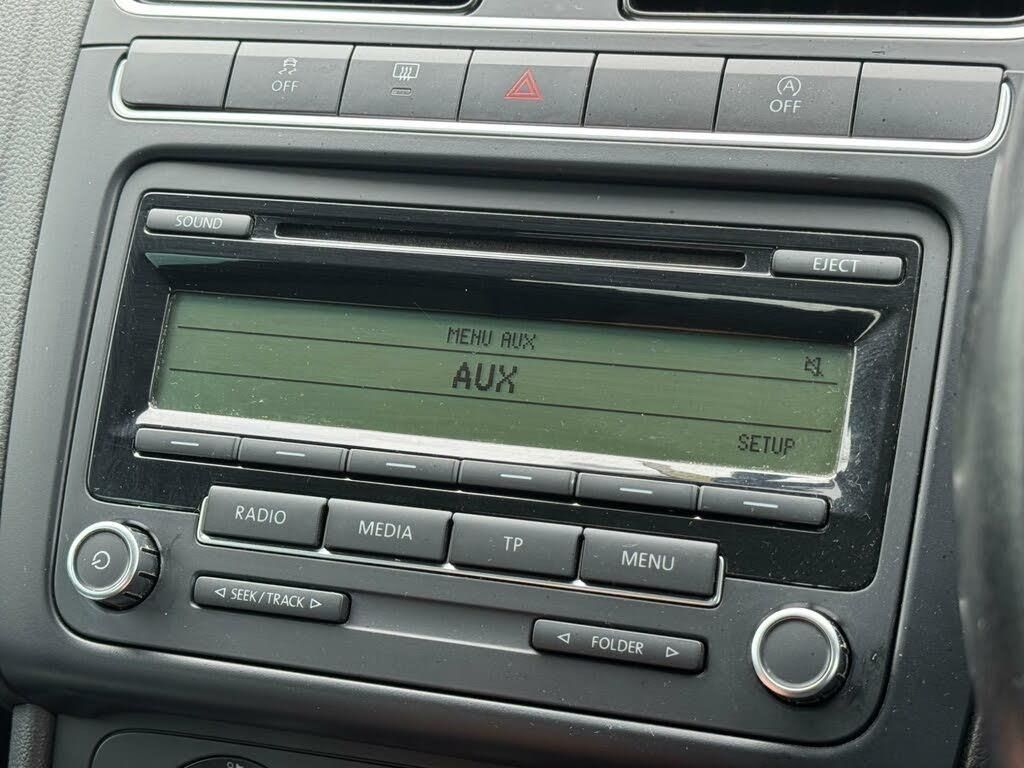 OFF
A
OFF
SOUND
EJECT
MENU AUX
AUX
SETUP
RADIO
MEDIA
TP
MENU
SEEK/TRACK
FOLDER